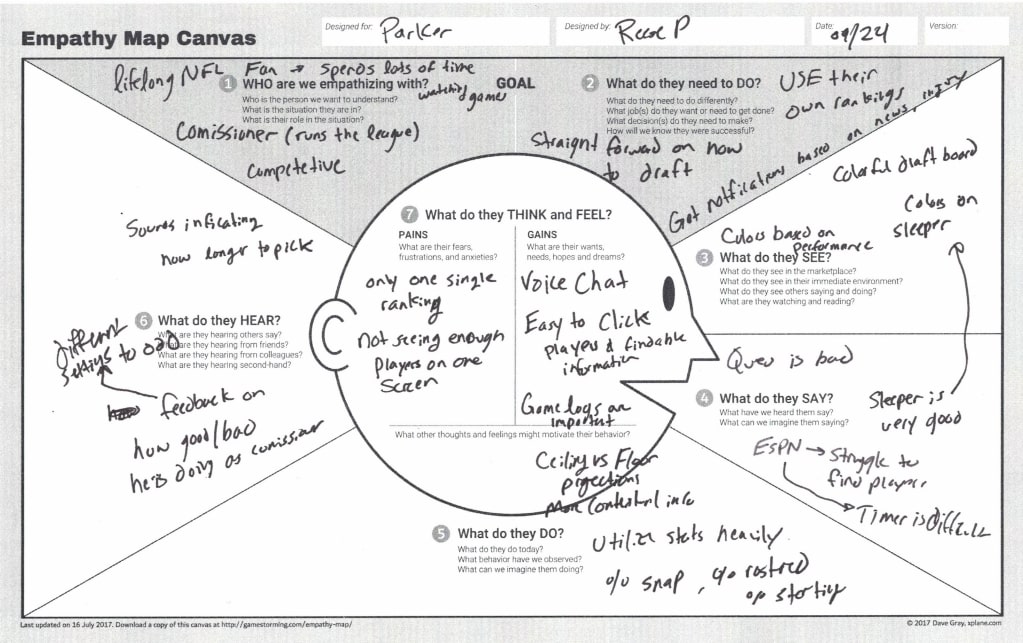 Empathy Map Canvas
Designed for:
Parker
Designed by:
Reese P
Date:
09/24
Version:
lifelong NFL Fan → spends lots of time
watching game
1 WHO are we empathizing with?
GOAL
Who is the person we want to understand?
What is the situation they are in?
What is their role in the situation?
Comissioner (runs the league)
Competetive
2 What do they need to DO?
What do they need to do differently?
What job(s) do they want or need to get done?
What decision(s) do they need to make?
How will we know they were successful?
USE their
own rankings
Straight forward on how
to draft
Get notifications based on news, injury
Colorful draft board
Colors on
sleeper
Colors based on
performance
3 What do they SEE?
What do they see in the marketplace?
What do they see in their immediate environment?
What do they see others saying and doing?
What are they watching and reading?
Queu is bad
4 What do they SAY?
What have we heard them say?
What can we imagine them saying?
Sleeper is
very good
ESPN → Struggle to
find player
Timer is difficult
5 What do they DO?
What do they do today?
What behavior have we observed?
What can we imagine them doing?
Utilize stats heavily
% snap, % rostred
% starting
Sounds indicating
how longer to pick
6 What do they HEAR?
What are they hearing others say?
What are they hearing from friends?
What are they hearing from colleagues?
What are they hearing second-hand?
different
settings to add
feedback on
how good/bad
he's doing as comissioner
7 What do they THINK and FEEL?
PAINS
What are their fears,
frustrations, and anxieties?
only one single
ranking
Not seeing enough
Players on one
Screen
GAINS
What are their wants,
needs, hopes and dreams?
Voice Chat
Easy to Click
players & findable
information
Game logs are
important
What other thoughts and feelings might motivate their behavior?
Ceiling vs Floor
projections
More Contextual info
Last updated on 16 July 2017. Download a copy of this canvas at http://gamestorming.com/empathy-map/
© 2017 Dave Gray, xplane.com